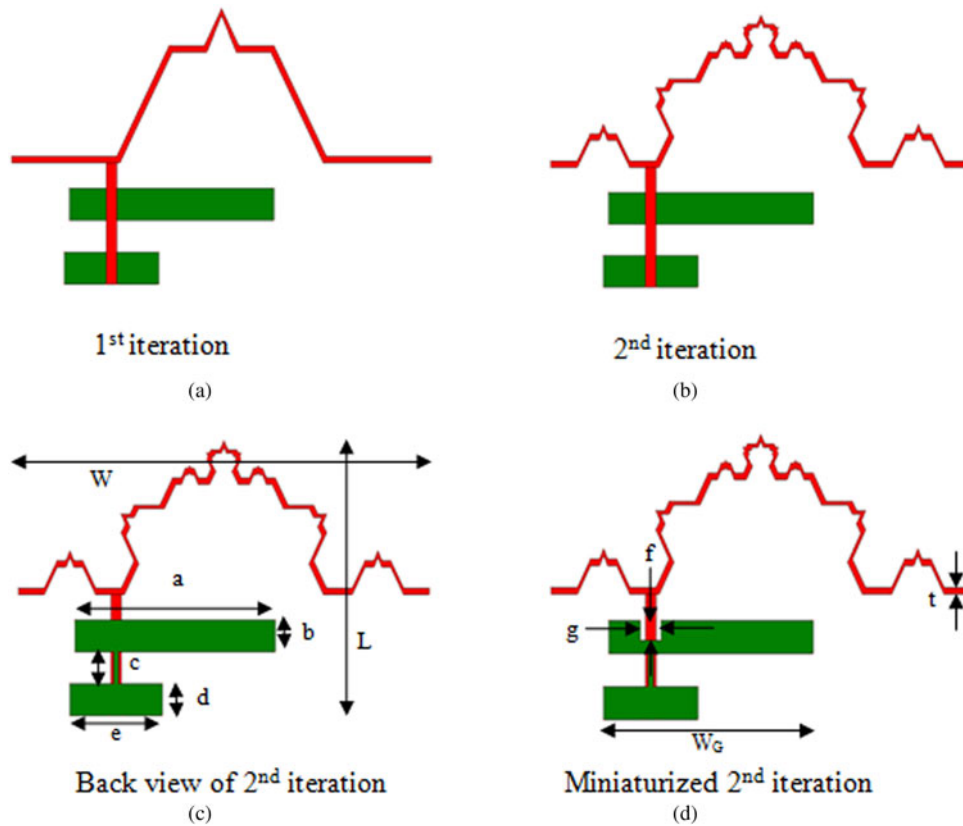 1st iteration
(a)
2nd iteration
(b)
W
a
b
L
c
d
e
Back view of 2nd iteration
(c)
f
g
t
WG
Miniaturized 2nd iteration
(d)